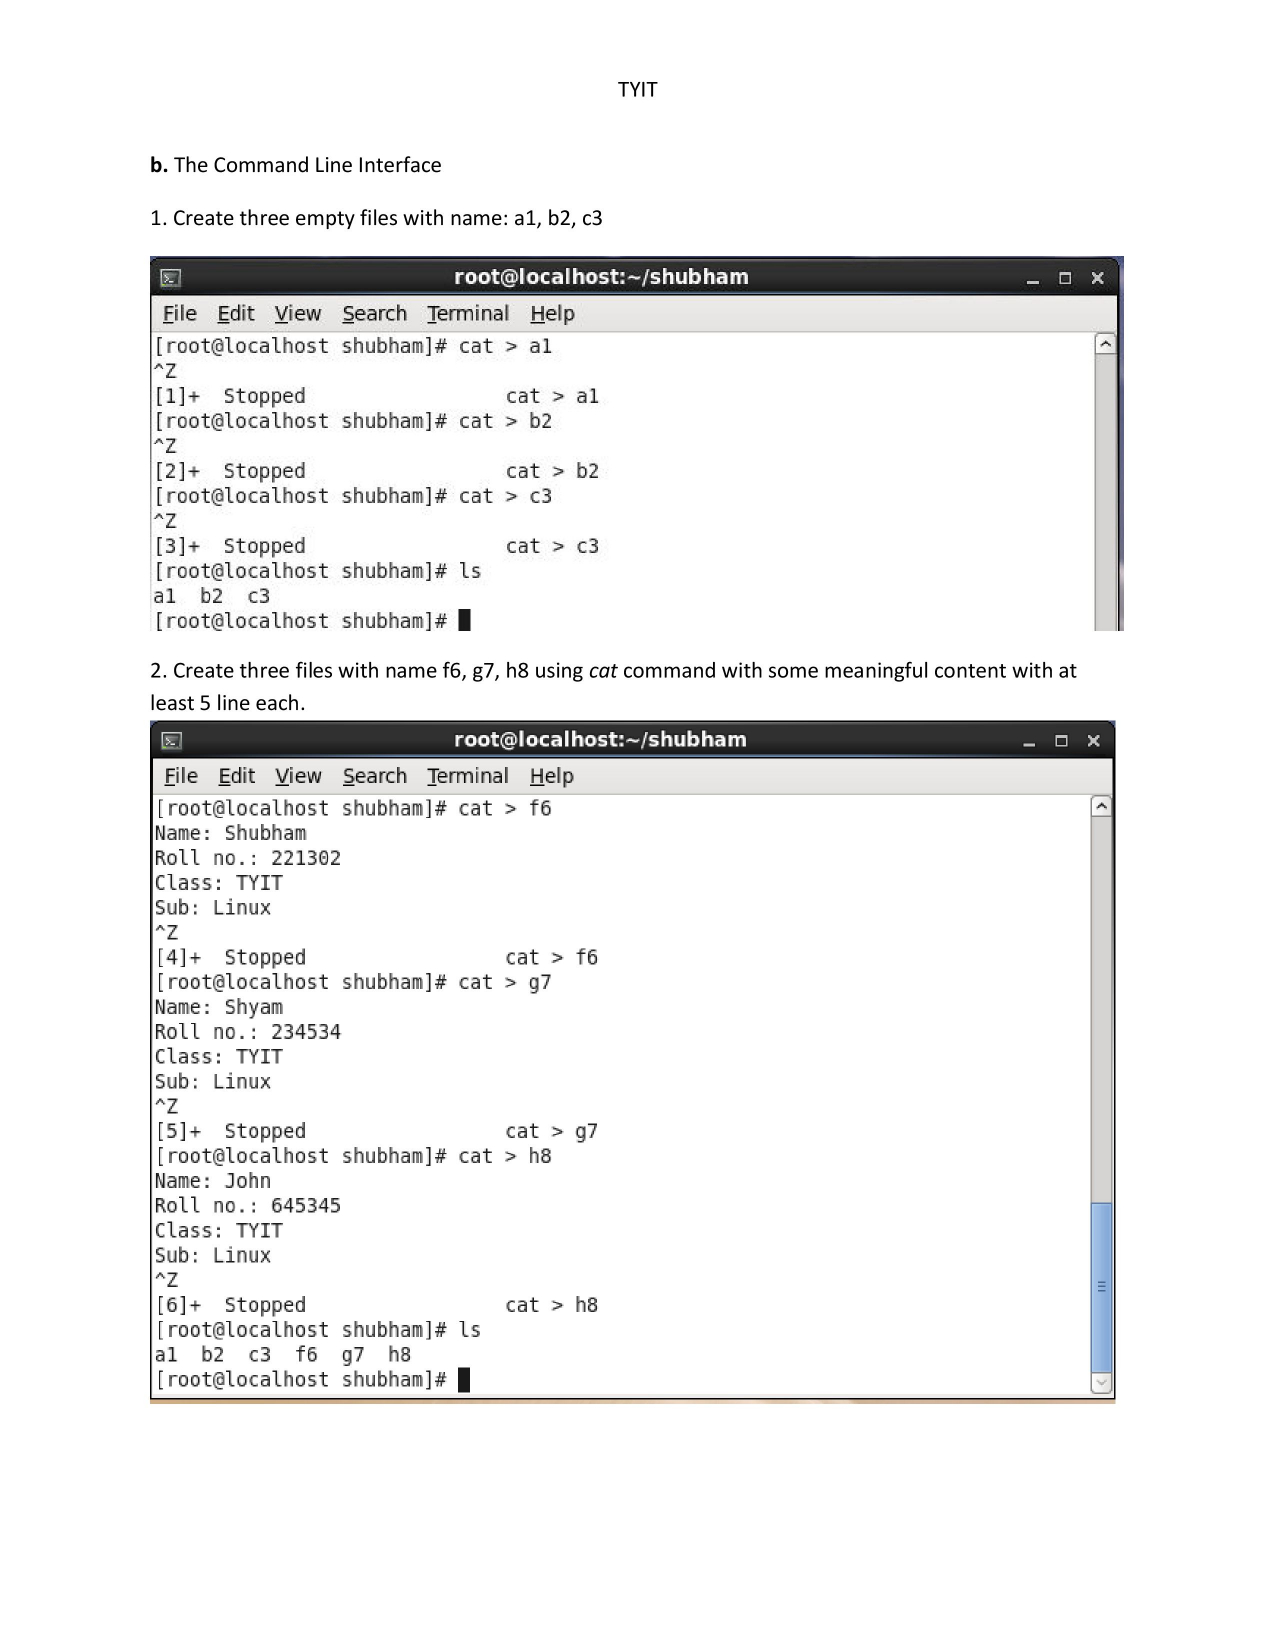 TYIT
b. The Command Line Interface
1. Create three empty files with name: a1, b2, c3
root@localhost:~/shubham
File Edit View Search Terminal Help
[root@localhost shubham]# cat > a1
^Z
[1]+  Stopped                 cat > a1
[root@localhost shubham]# cat > b2
^Z
[2]+  Stopped                 cat > b2
[root@localhost shubham]# cat > c3
^Z
[3]+  Stopped                 cat > c3
[root@localhost shubham]# ls
a1  b2  c3
[root@localhost shubham]#
2. Create three files with name f6, g7, h8 using cat command with some meaningful content with at
least 5 line each.
root@localhost:~/shubham
File Edit View Search Terminal Help
[root@localhost shubham]# cat > f6
Name: Shubham
Roll no.: 221302
Class: TYIT
Sub: Linux
^Z
[4]+  Stopped                 cat > f6
[root@localhost shubham]# cat > g7
Name: Shyam
Roll no.: 234534
Class: TYIT
Sub: Linux
^Z
[5]+  Stopped                 cat > g7
[root@localhost shubham]# cat > h8
Name: John
Roll no.: 645345
Class: TYIT
Sub: Linux
^Z
[6]+  Stopped                 cat > h8
[root@localhost shubham]# ls
a1  b2  c3  f6  g7  h8
[root@localhost shubham]#